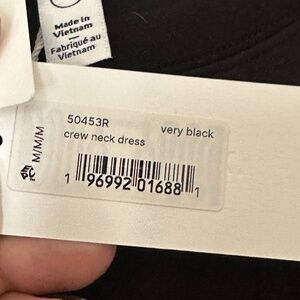 Made in
Vietnam
Fabriqué au
Vietnam
50453R very black
crew neck dress
M/M/M
1 96992 01688 1